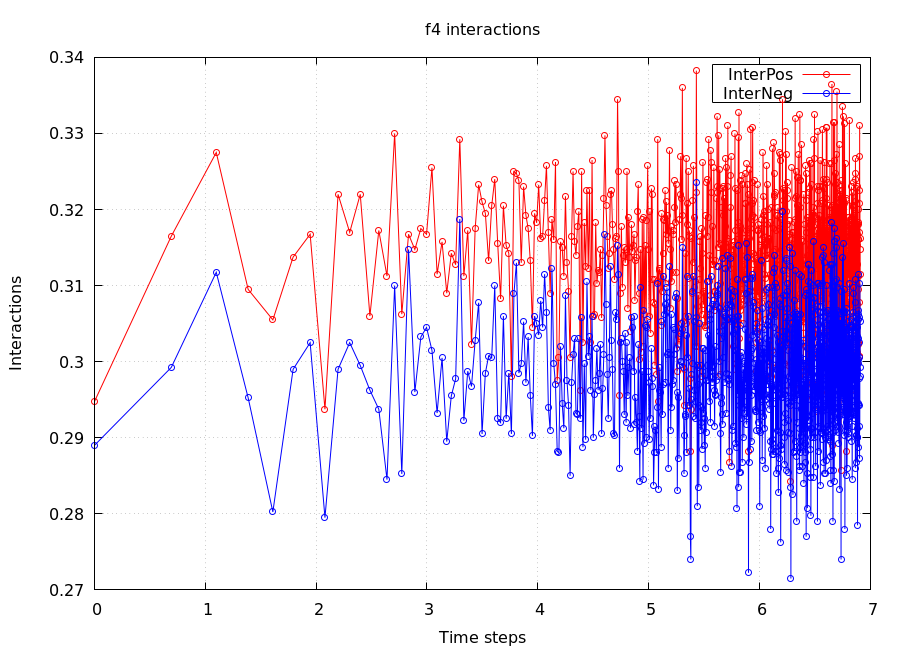 f4 interactions
InterPos
InterNeg
0.34
0.33
0.32
0.31
0.3
0.29
0.28
0.27
Interactions
0 1 2 3 4 5 6 7
Time steps